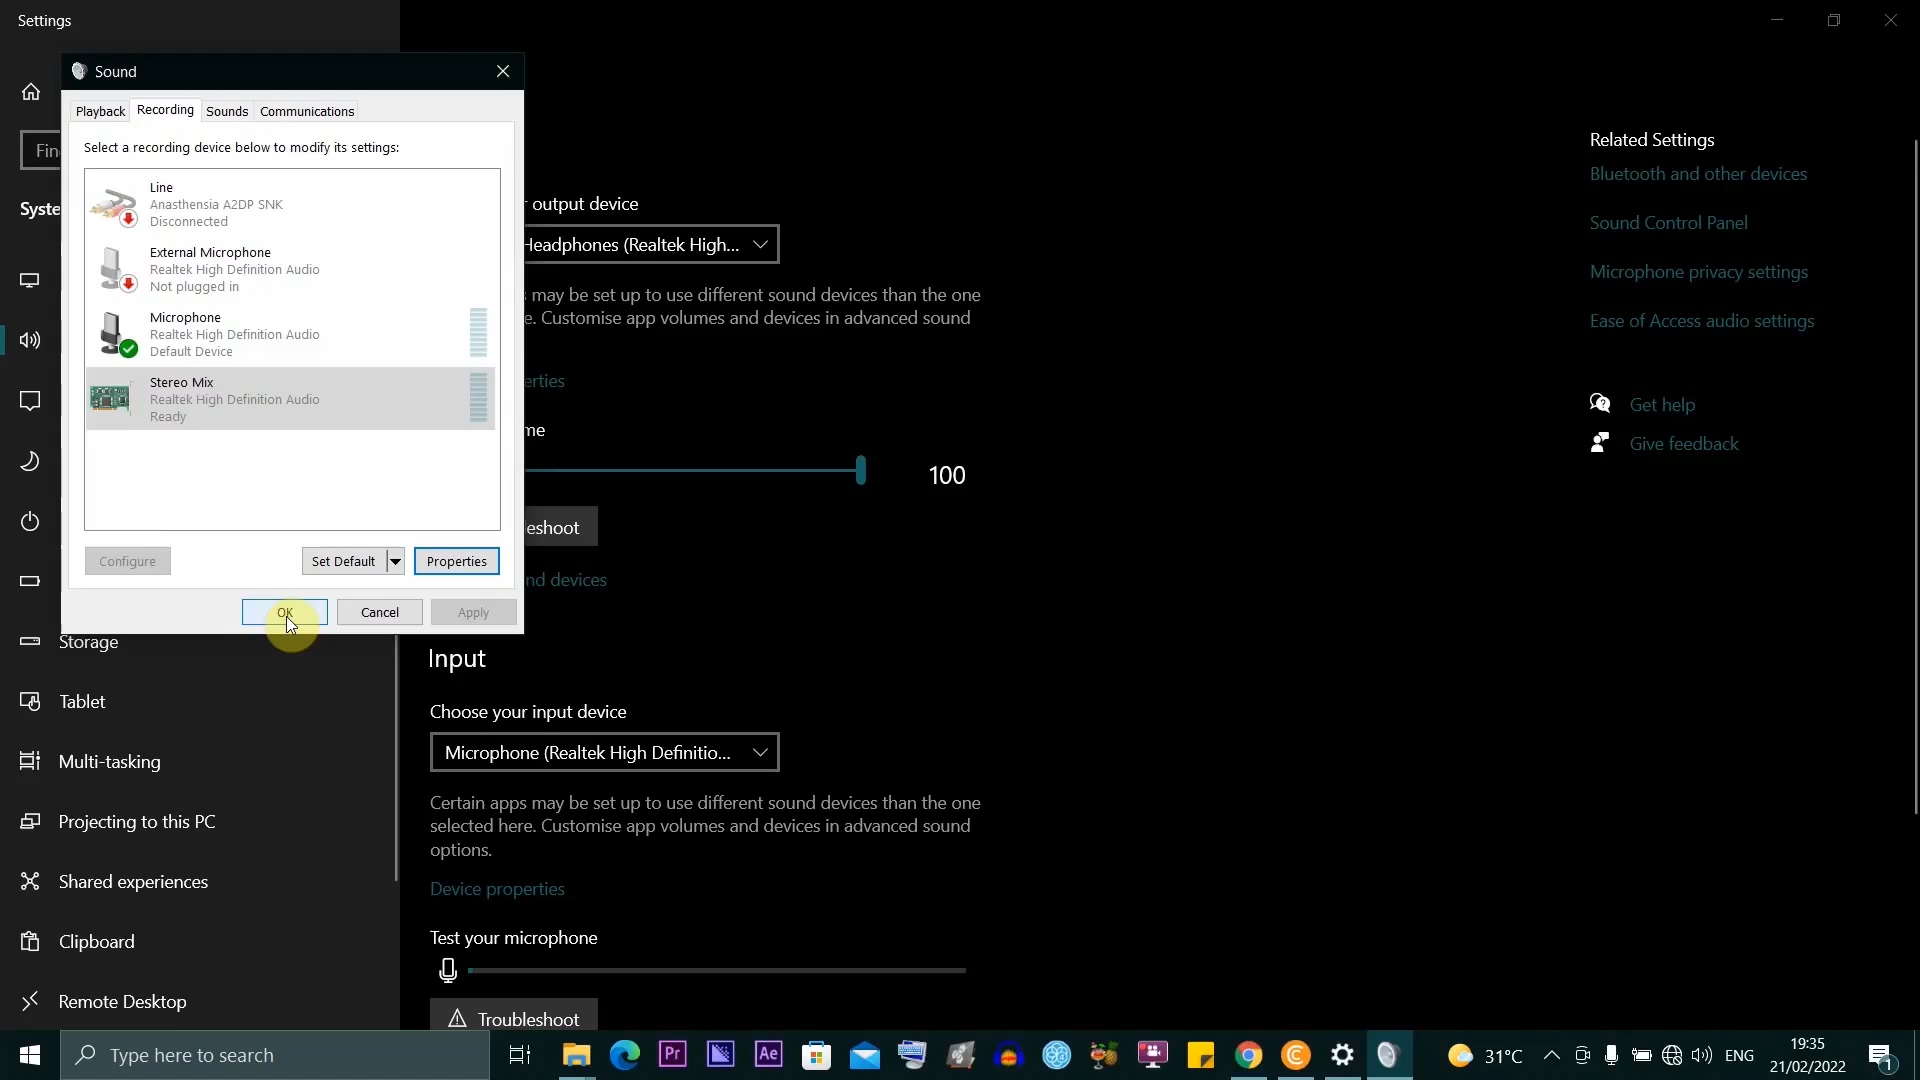 Settings
Sound
Playback
Recording
Sounds
Communications
Select a recording device below to modify its settings:
Line
Anasthensia A2DP SNK
Disconnected
External Microphone
Realtek High Definition Audio
Not plugged in
Microphone
Realtek High Definition Audio
Default Device
Stereo Mix
Realtek High Definition Audio
Ready
Configure
Set Default
Properties
OK
Cancel
Apply
Storage
Tablet
Multi-tasking
Projecting to this PC
Shared experiences
Clipboard
Remote Desktop
output device
Headphones (Realtek High...
may be set up to use different sound devices than the one
. Customise app volumes and devices in advanced sound
100
Input
Choose your input device
Microphone (Realtek High Definitio...
Certain apps may be set up to use different sound devices than the one
selected here. Customise app volumes and devices in advanced sound
options.
Device properties
Test your microphone
Troubleshoot
Related Settings
Bluetooth and other devices
Sound Control Panel
Microphone privacy settings
Ease of Access audio settings
Get help
Give feedback
Type here to search
Pr
Ae
31°C
ENG
19:35
21/02/2022
1